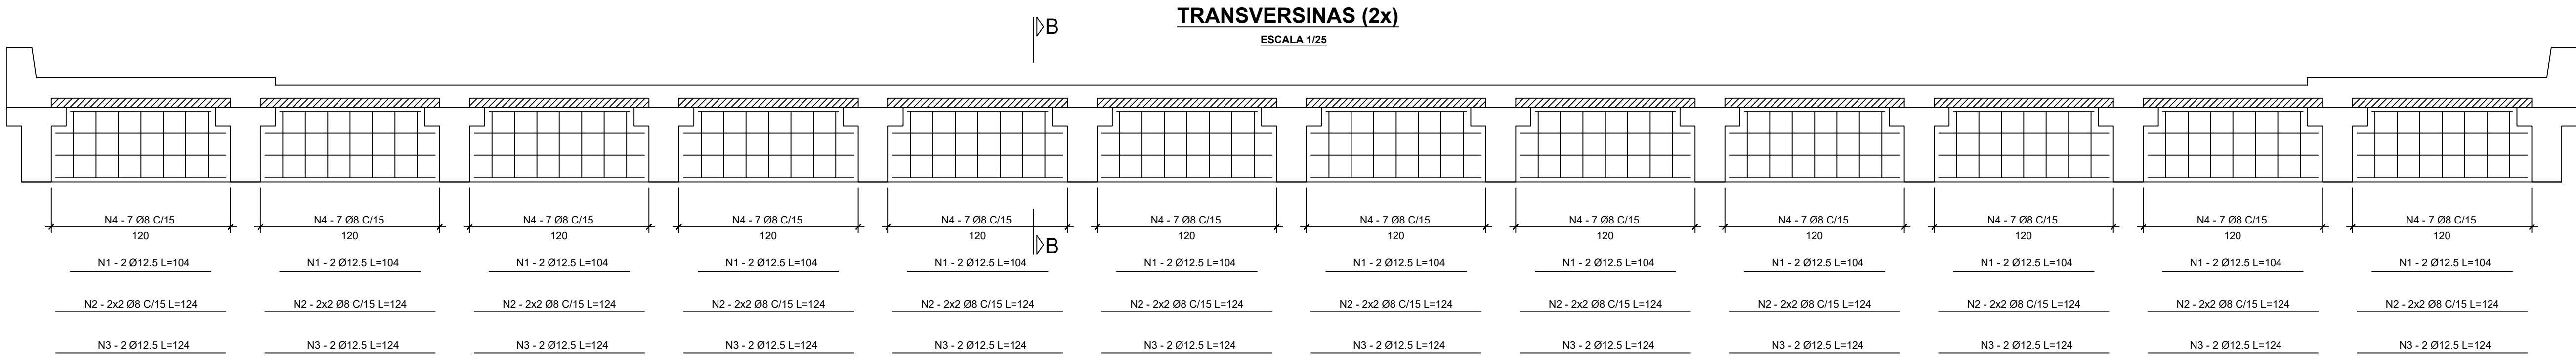 TRANSVERSINAS (2x)
B
ESCALA 1/25
N4 - 7 Ø8 C/15 N4 - 7 Ø8 C/15 N4 - 7 Ø8 C/15 N4 - 7 Ø8 C/15 N4 - 7 Ø8 C/15 N4 - 7 Ø8 C/15 N4 - 7 Ø8 C/15 N4 - 7 Ø8 C/15 N4 - 7 Ø8 C/15 N4 - 7 Ø8 C/15 N4 - 7 Ø8 C/15 N4 - 7 Ø8 C/15
120 120 120 120 120 120 120 120 120 120 120 120
B
N1 - 2 Ø12.5 L=104 N1 - 2 Ø12.5 L=104 N1 - 2 Ø12.5 L=104 N1 - 2 Ø12.5 L=104 N1 - 2 Ø12.5 L=104 N1 - 2 Ø12.5 L=104 N1 - 2 Ø12.5 L=104 N1 - 2 Ø12.5 L=104 N1 - 2 Ø12.5 L=104 N1 - 2 Ø12.5 L=104 N1 - 2 Ø12.5 L=104 N1 - 2 Ø12.5 L=104
N2 - 2x2 Ø8 C/15 L=124 N2 - 2x2 Ø8 C/15 L=124 N2 - 2x2 Ø8 C/15 L=124 N2 - 2x2 Ø8 C/15 L=124 N2 - 2x2 Ø8 C/15 L=124 N2 - 2x2 Ø8 C/15 L=124 N2 - 2x2 Ø8 C/15 L=124 N2 - 2x2 Ø8 C/15 L=124 N2 - 2x2 Ø8 C/15 L=124 N2 - 2x2 Ø8 C/15 L=124 N2 - 2x2 Ø8 C/15 L=124 N2 - 2x2 Ø8 C/15 L=124
N3 - 2 Ø12.5 L=124 N3 - 2 Ø12.5 L=124 N3 - 2 Ø12.5 L=124 N3 - 2 Ø12.5 L=124 N3 - 2 Ø12.5 L=124 N3 - 2 Ø12.5 L=124 N3 - 2 Ø12.5 L=124 N3 - 2 Ø12.5 L=124 N3 - 2 Ø12.5 L=124 N3 - 2 Ø12.5 L=124 N3 - 2 Ø12.5 L=124 N3 - 2 Ø12.5 L=124